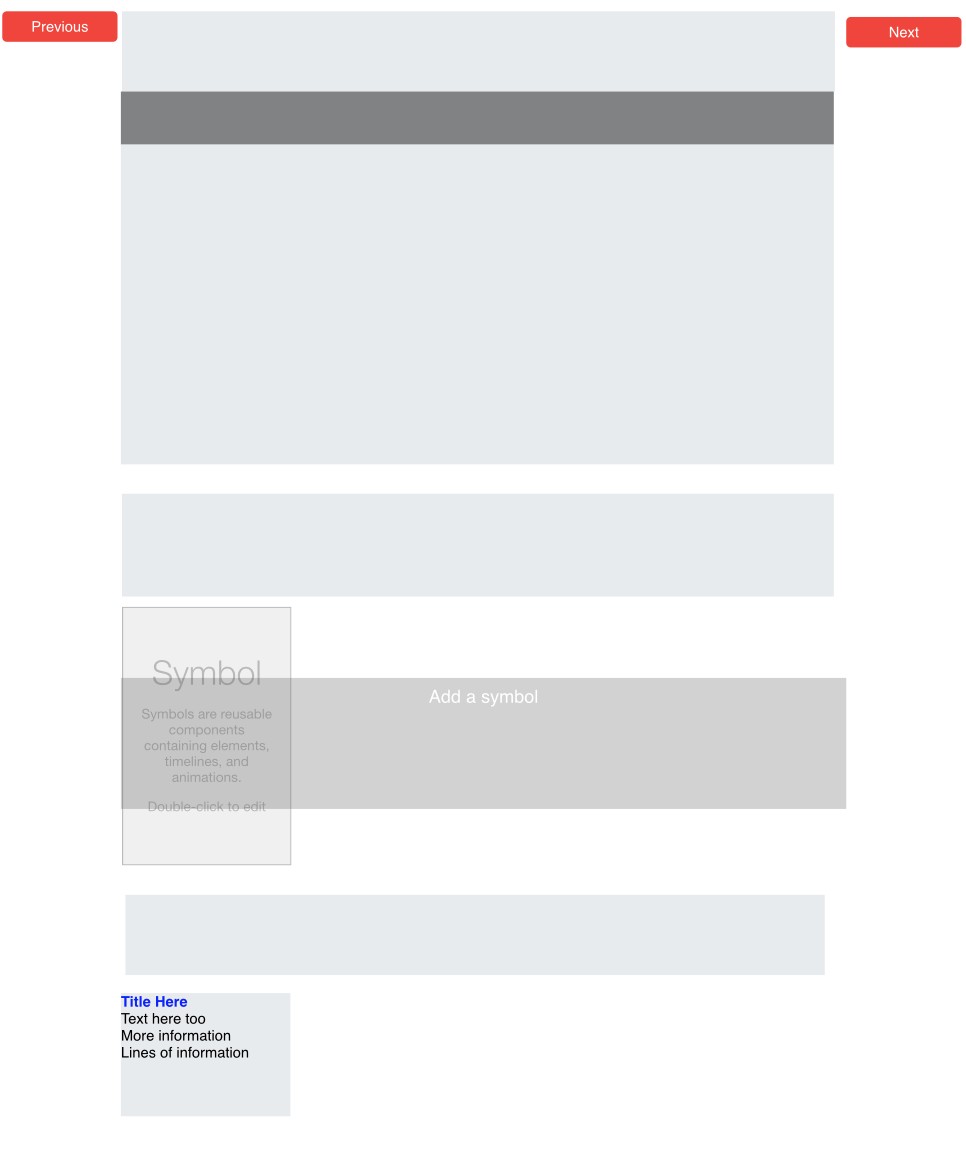 Previous
Next
Symbol
Add a symbol
Symbols are reusable
components
containing elements,
timelines, and
animations.
Double-click to edit
Title Here
Text here too
More information
Lines of information